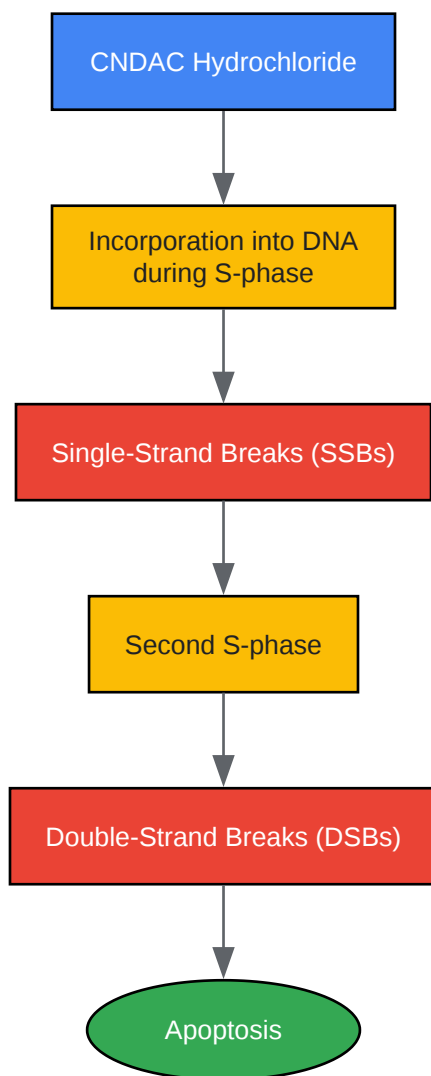 CNDAC Hydrochloride
Incorporation into DNA
during S-phase
Single-Strand Breaks (SSBs)
Second S-phase
Double-Strand Breaks (DSBs)
Apoptosis